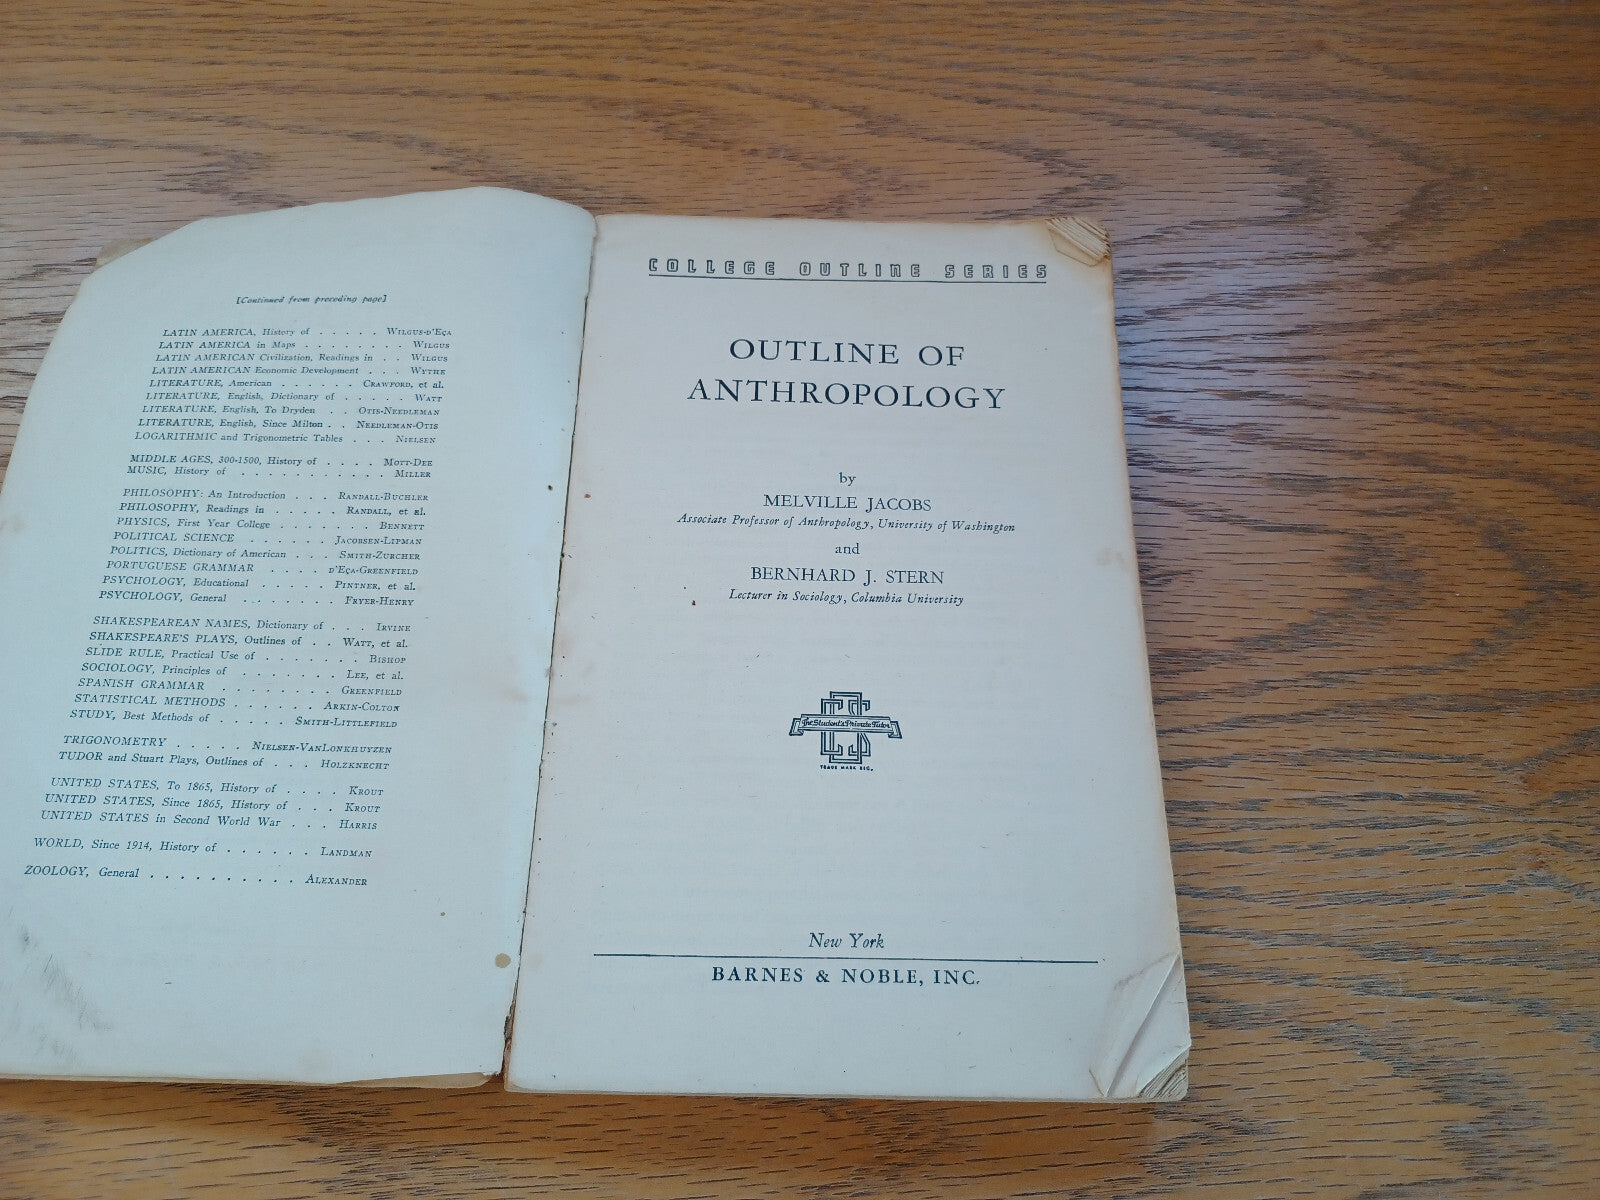 [Continued from preceding page]
LATIN AMERICA, History of . . . . . WILGUS-D'EÇA
LATIN AMERICA in Maps . . . . . . . . WILGUS
LATIN AMERICAN Civilization, Readings in . . WILGUS
LATIN AMERICAN Economic Development . . . WYTHE
LITERATURE, American . . . . . . CRAWFORD, et al.
LITERATURE, English, Dictionary of . . . . . WATT
LITERATURE, English, To Dryden . . OTIS-NEEDLEMAN
LITERATURE, English, Since Milton . . NEEDLEMAN-OTIS
LOGARITHMIC and Trigonometric Tables . . . NIELSEN
MIDDLE AGES, 300-1500, History of . . . . MOTT-DEE
MUSIC, History of . . . . . . . . . . . . MILLER
PHILOSOPHY: An Introduction . . . RANDALL-BUCHLER
PHILOSOPHY, Readings in . . . . . RANDALL, et al.
PHYSICS, First Year College . . . . . . . BENNETT
POLITICAL SCIENCE . . . . . . JACOBSEN-LIPMAN
POLITICS, Dictionary of American . . . SMITH-ZURCHER
PORTUGUESE GRAMMAR . . . . D'EÇA-GREENFIELD
PSYCHOLOGY, Educational . . . . . PINTNER, et al.
PSYCHOLOGY, General . . . . . . . FRYER-HENRY
SHAKESPEAREAN NAMES, Dictionary of . . . IRVINE
SHAKESPEARE'S PLAYS, Outlines of . . WATT, et al.
SLIDE RULE, Practical Use of . . . . . . . BISHOP
SOCIOLOGY, Principles of . . . . . . . LEE, et al.
SPANISH GRAMMAR . . . . . . . . GREENFIELD
STATISTICAL METHODS . . . . . ARKIN-COLTON
STUDY, Best Methods of . . . . . SMITH-LITTLEFIELD
TRIGONOMETRY . . . . . NIELSEN-VANLONKHUYZEN
TUDOR and Stuart Plays, Outlines of . . . HOLZKNECHT
UNITED STATES, To 1865, History of . . . . KROUT
UNITED STATES, Since 1865, History of . . . KROUT
UNITED STATES in Second World War . . . HARRIS
WORLD, Since 1914, History of . . . . . . LANDMAN
ZOOLOGY, General . . . . . . . . . . ALEXANDER
COLLEGE OUTLINE SERIES
OUTLINE OF
ANTHROPOLOGY
by
MELVILLE JACOBS
Associate Professor of Anthropology, University of Washington
and
BERNHARD J. STERN
Lecturer in Sociology, Columbia University
COS
The Student's Private Tutor
TRADE MARK REG.
New York
BARNES & NOBLE, INC.